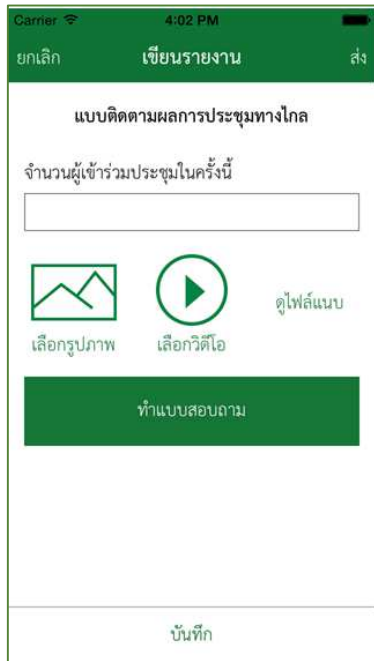 Carrier 4:02 PM
ยกเลิก เขียนรายงาน ส่ง
แบบติดตามผลการประชุมทางไกล
จำนวนผู้เข้าร่วมประชุมในครั้งนี้
ดูไฟล์แนบ
เลือกรูปภาพ เลือกวิดีโอ
ทำแบบสอบถาม
บันทึก